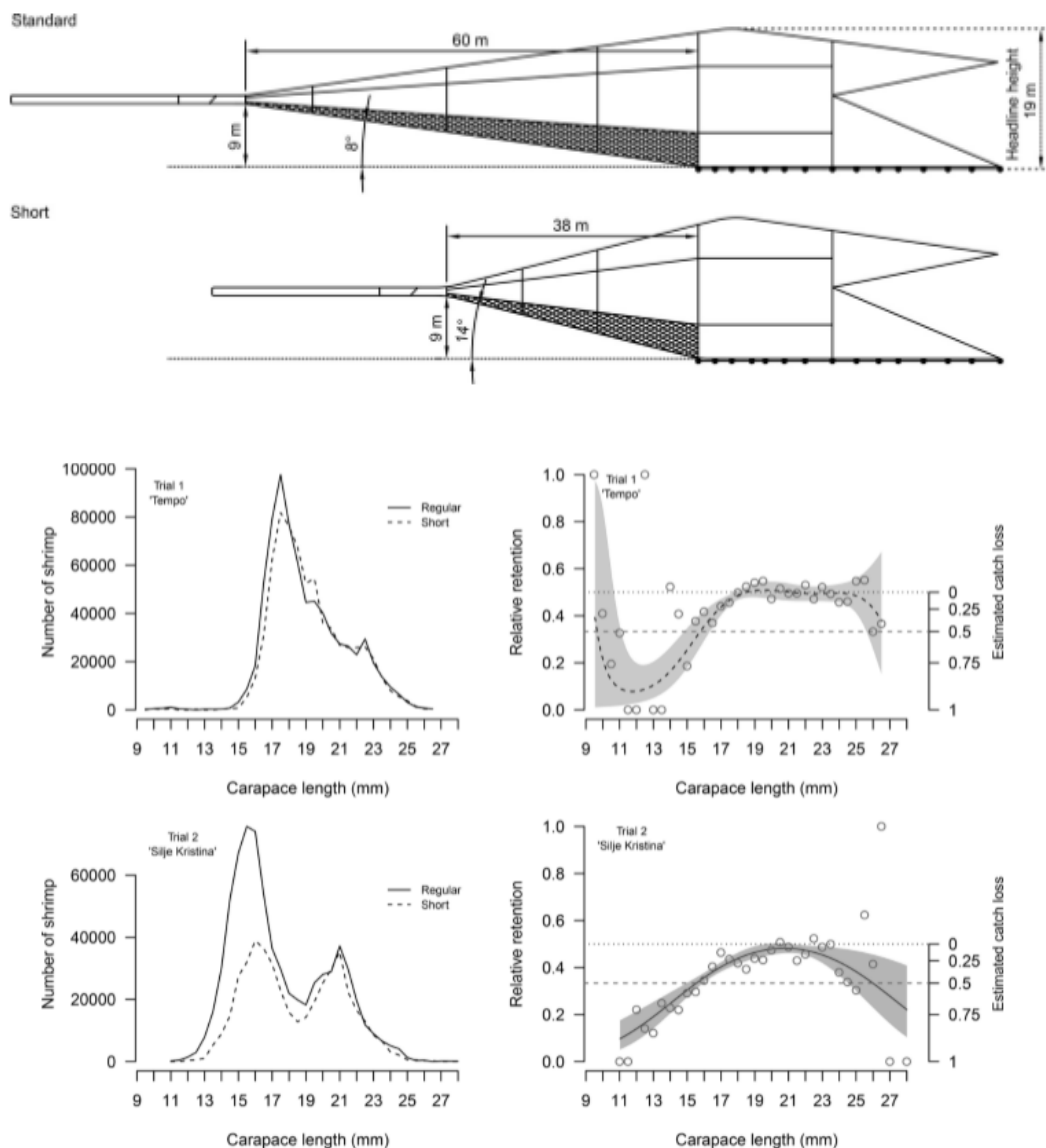 Standard
60 m
9 m
8°
Headline height
19 m
Short
38 m
9 m
14°
Trial 1
'Tempo'
Regular
Short
Number of shrimp
100000
80000
60000
40000
20000
0
9 11 13 15 17 19 21 23 25 27
Carapace length (mm)
Trial 1
'Tempo'
Relative retention
1.0
0.8
0.6
0.4
0.2
0.0
Estimated catch loss
0
0.25
0.5
0.75
1
9 11 13 15 17 19 21 23 25 27
Carapace length (mm)
Trial 2
'Silje Kristina'
Regular
Short
Number of shrimp
60000
40000
20000
0
9 11 13 15 17 19 21 23 25 27
Carapace length (mm)
Trial 2
'Silje Kristina'
Relative retention
1.0
0.8
0.6
0.4
0.2
0.0
Estimated catch loss
0
0.25
0.5
0.75
1
9 11 13 15 17 19 21 23 25 27
Carapace length (mm)